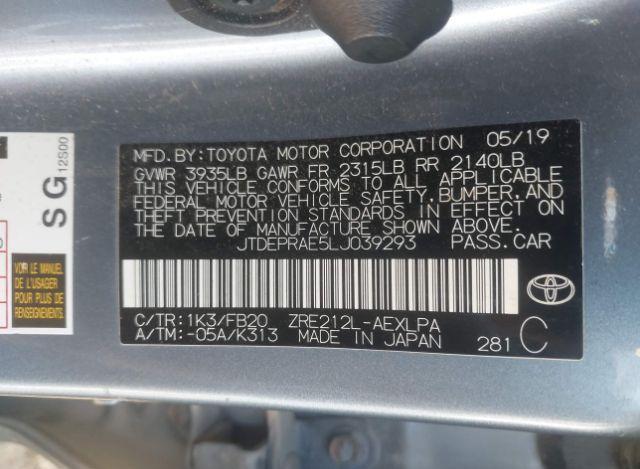 MFD.BY:TOYOTA MOTOR CORPORATION 05/19
GVWR 3935LB GAWR FR 2315LB RR 2140LB
THIS VEHICLE CONFORMS TO ALL APPLICABLE
FEDERAL MOTOR VEHICLE SAFETY,BUMPER,AND
THEFT PREVENTION STANDARDS IN EFFECT ON
THE DATE OF MANUFACTURE SHOWN ABOVE.
JTDEPRAE5LJ039293 PASS.CAR
C/TR:1K3/FB20 ZRE212L-AEXLPA
A/TM:-05A/K313 MADE IN JAPAN 281 C
SG
12S00
VOIR LE MANUEL
DE L'USAGER
POUR PLUS
D'INFORMATIONS